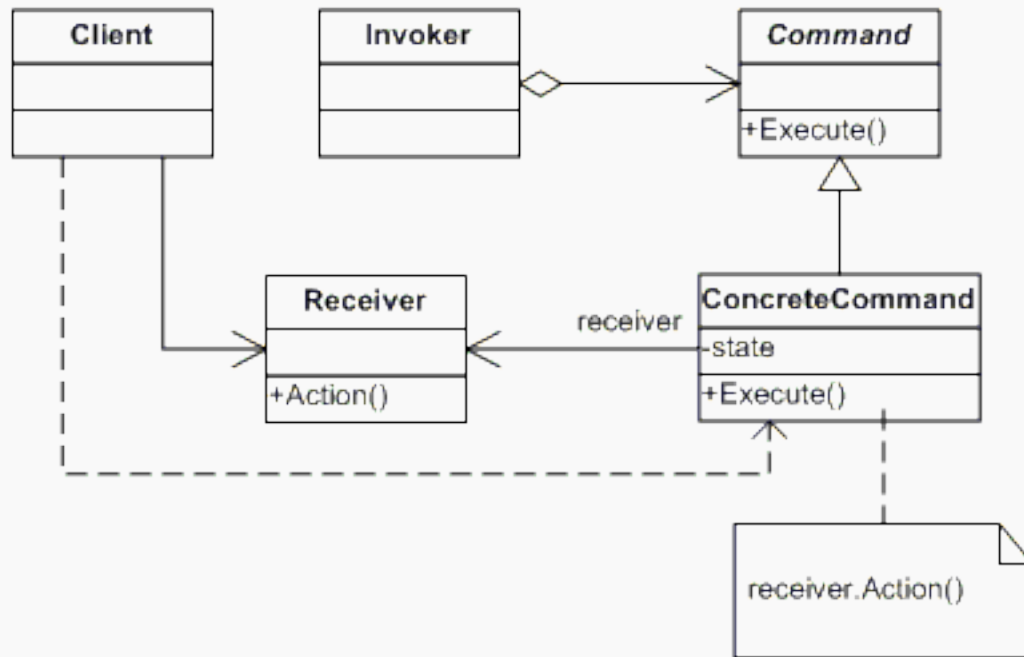 Client
Invoker
Command
+Execute()
Receiver
+Action()
receiver
ConcreteCommand
-state
+Execute()
receiver.Action()